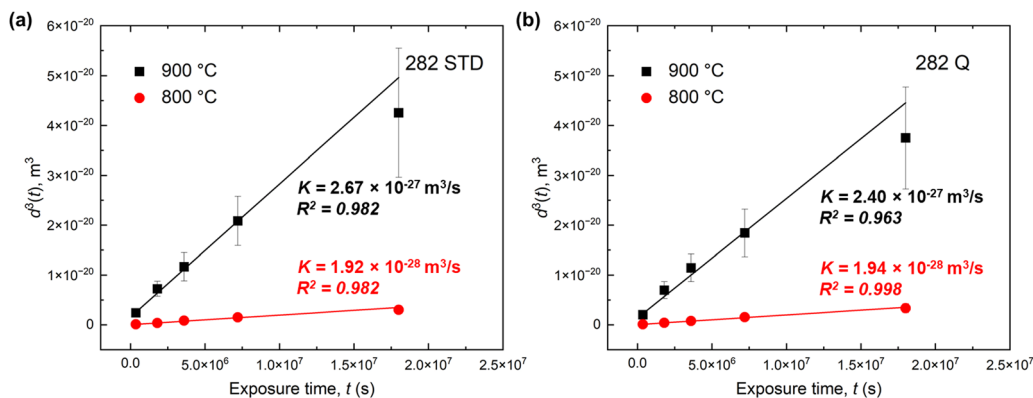 (a)
6×10⁻²⁰
5×10⁻²⁰
4×10⁻²⁰
3×10⁻²⁰
2×10⁻²⁰
1×10⁻²⁰
0
d³(t), m³
900 °C
800 °C
282 STD
K = 2.67 × 10⁻²⁷ m³/s
R² = 0.982
K = 1.92 × 10⁻²⁸ m³/s
R² = 0.982
0.0
5.0×10⁶
1.0×10⁷
1.5×10⁷
2.0×10⁷
2.5×10⁷
Exposure time, t (s)
(b)
6×10⁻²⁰
5×10⁻²⁰
4×10⁻²⁰
3×10⁻²⁰
2×10⁻²⁰
1×10⁻²⁰
0
d³(t), m³
900 °C
800 °C
282 Q
K = 2.40 × 10⁻²⁷ m³/s
R² = 0.963
K = 1.94 × 10⁻²⁸ m³/s
R² = 0.998
0.0
5.0×10⁶
1.0×10⁷
1.5×10⁷
2.0×10⁷
2.5×10⁷
Exposure time, t (s)